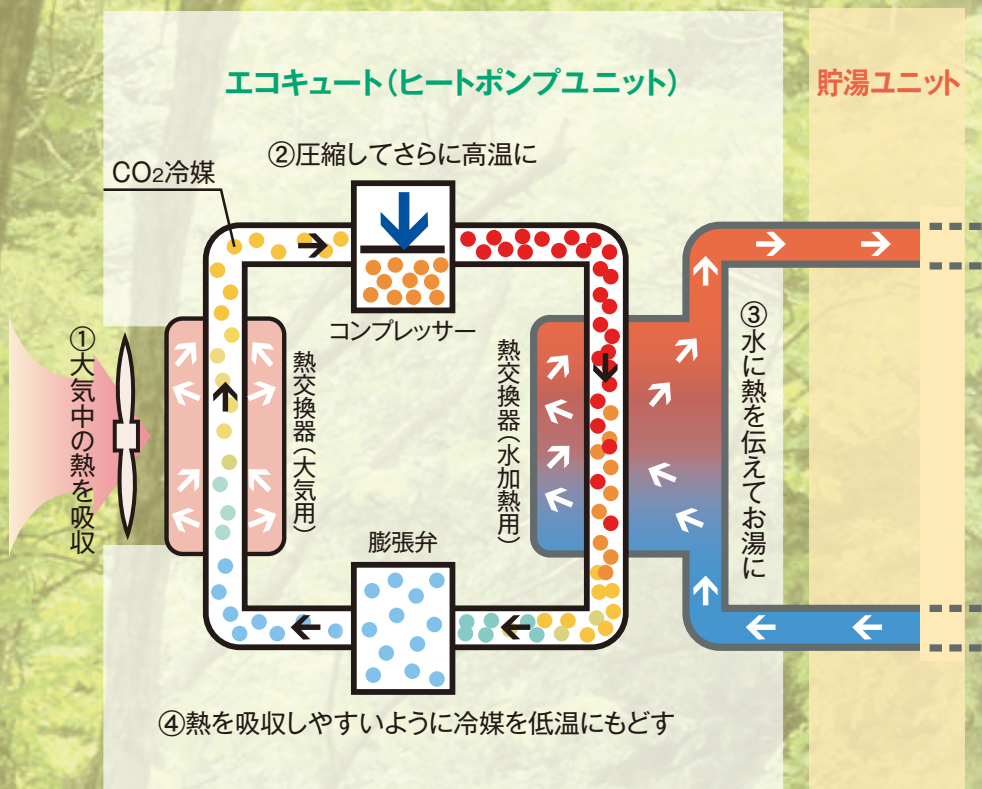 エコキュート(ヒートポンプユニット)
貯湯ユニット
②圧縮してさらに高温に
CO₂冷媒
コンプレッサー
①大気中の熱を吸収
熱交換器(大気用)
熱交換器(水加熱用)
③水に熱を伝えてお湯に
膨張弁
④熱を吸収しやすいように冷媒を低温にもどす